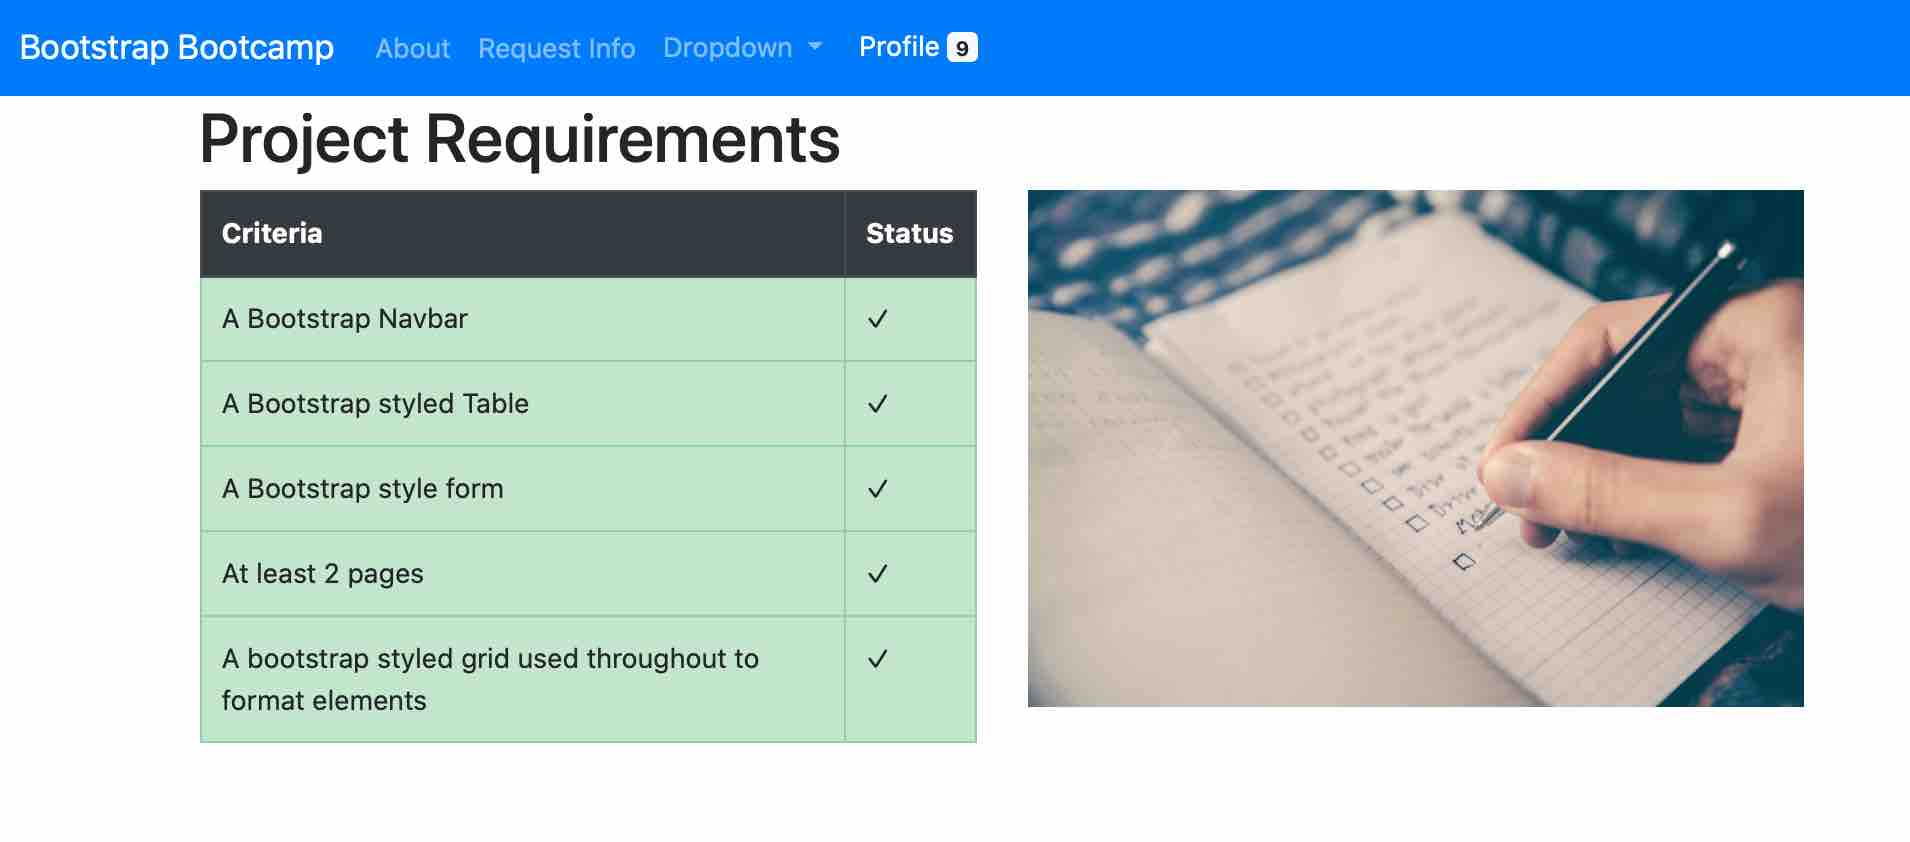 Bootstrap Bootcamp About Request Info Dropdown Profile 9
Project Requirements
Criteria Status
A Bootstrap Navbar ✓
A Bootstrap styled Table ✓
A Bootstrap style form ✓
At least 2 pages ✓
A bootstrap styled grid used throughout to ✓
format elements